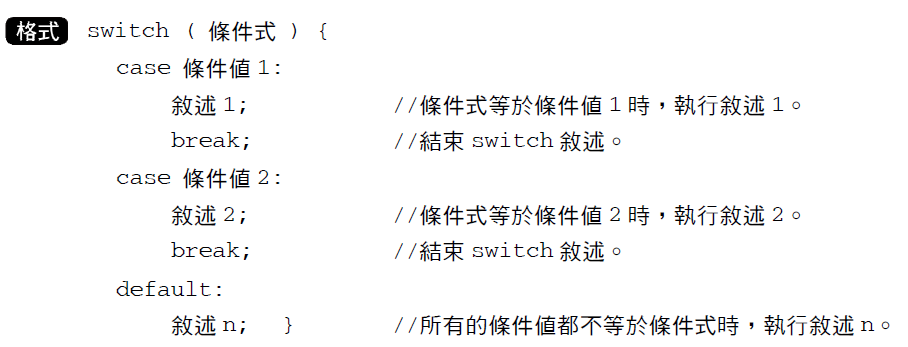 格式 switch ( 條件式 ) {
case 條件值 1:
敘述 1; //條件式等於條件值 1 時，執行敘述 1。
break; //結束 switch 敘述。
case 條件值 2:
敘述 2; //條件式等於條件值 2 時，執行敘述 2。
break; //結束 switch 敘述。
default:
敘述 n; } //所有的條件值都不等於條件式時，執行敘述 n。